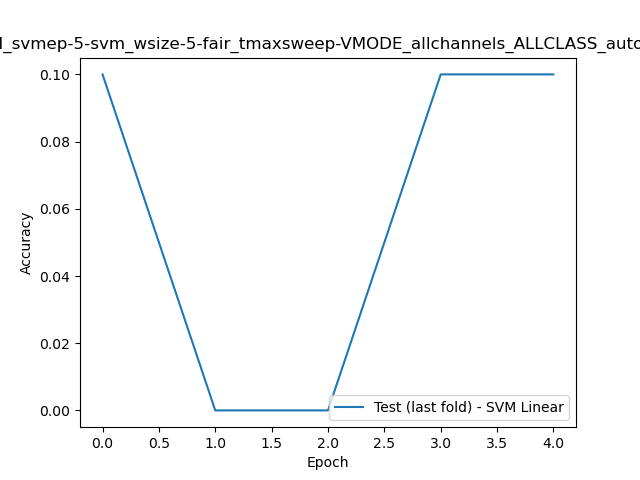 _svmep-5-svm_wsize-5-fair_tmaxsweep-VMODE_allchannels_ALLCLASS_auto
0.10
0.08
0.06
0.04
0.02
0.00
Accuracy
Test (last fold) - SVM Linear
0.0 0.5 1.0 1.5 2.0 2.5 3.0 3.5 4.0
Epoch